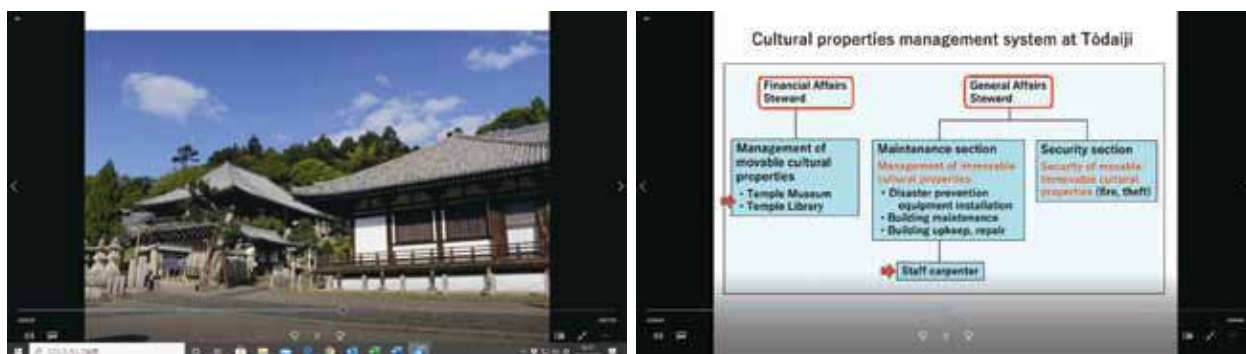 Cultural properties management system at Tōdaiji
Financial Affairs
Steward
General Affairs
Steward
Management of
movable cultural
properties
・Temple Museum
・Temple Library
Maintenance section
Management of immovable
cultural properties
・Disaster prevention
equipment installation
・Building maintenance
・Building upkeep, repair
Security section
Security of movable
immovable cultural
properties (fire, theft)
Staff carpenter